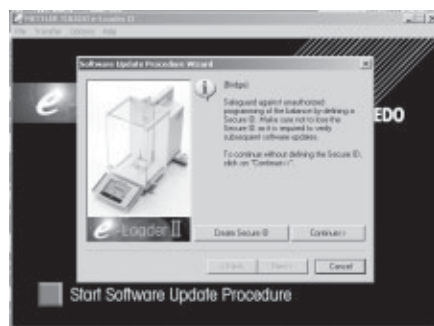 METTLER TOLEDO e-Loader II
File Transfer Options Help
Software Update Procedure Wizard
(Bridge)
Safeguard against unauthorized
programming of the balance by defining a
Secure ID. Make sure not to lose the
Secure ID as it is required to verify
subsequent software updates.
To continue without defining the Secure ID,
click on "Continue>".
e-Loader II
Create Secure ID
Continue>
Cancel
e
EDO
Start Software Update Procedure